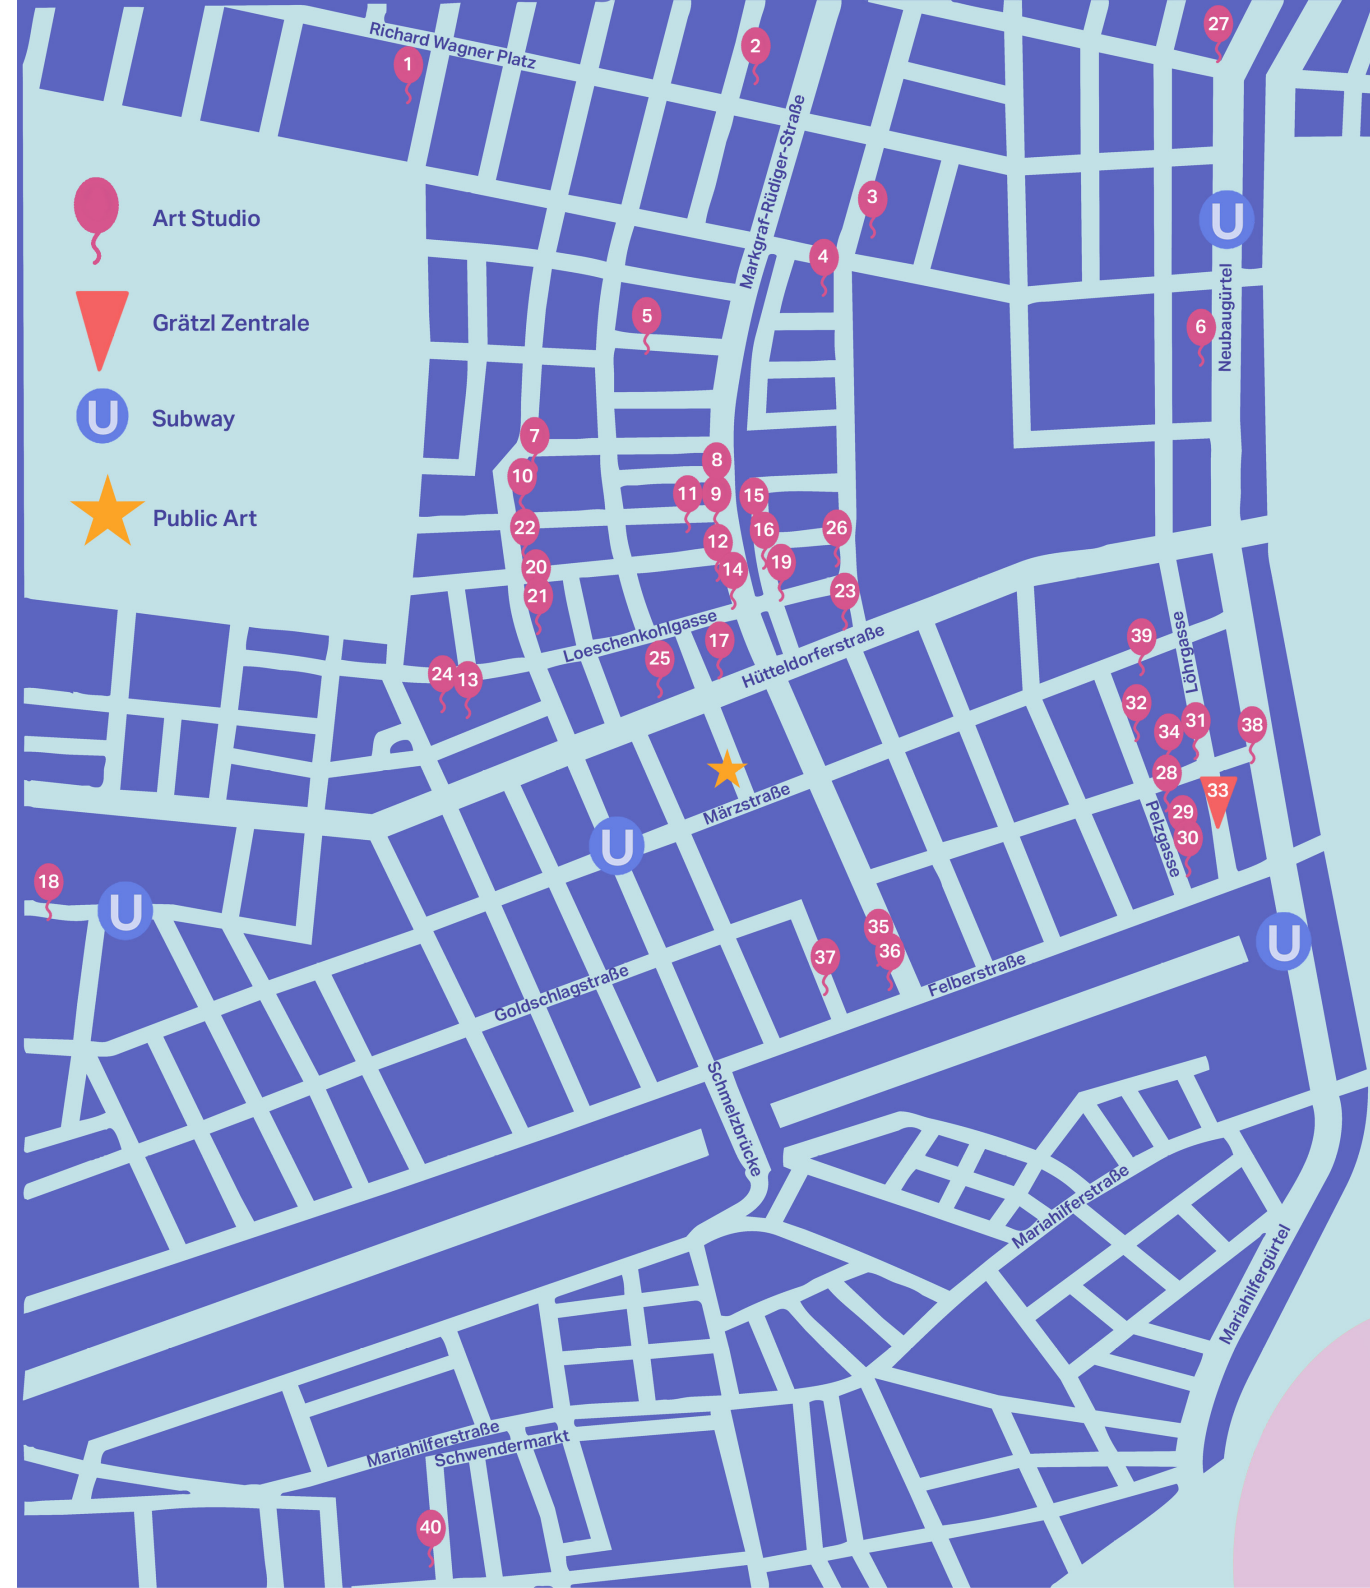 27
2
Richard Wagner Platz
1
Markgraf-Rüdiger-Straße
3
Art Studio
U
4
Grätzl Zentrale
5
Neubaugürtel
6
U
Subway
7
8
10
11
9
15
Public Art
22
16
26
12
19
20
14
21
23
Loeschenkohlgasse
17
39
Löhrgasse
25
Hütteldorferstraße
24
13
32
31
38
34
28
33
Märzstraße
29
U
Pelzgasse
30
18
U
35
U
36
37
Felberstraße
Goldschlagstraße
Schmelzbrücke
Mariahilferstraße
Mariahilfergürtel
Mariahilferstraße
Schwendermarkt
40